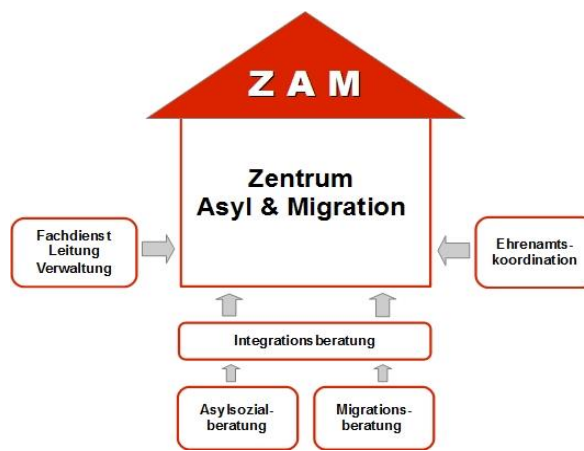 Z A M
Zentrum
Asyl & Migration
Fachdienst
Leitung
Verwaltung
Ehrenamts-
koordination
Integrationsberatung
Asylsozial-
beratung
Migrations-
beratung